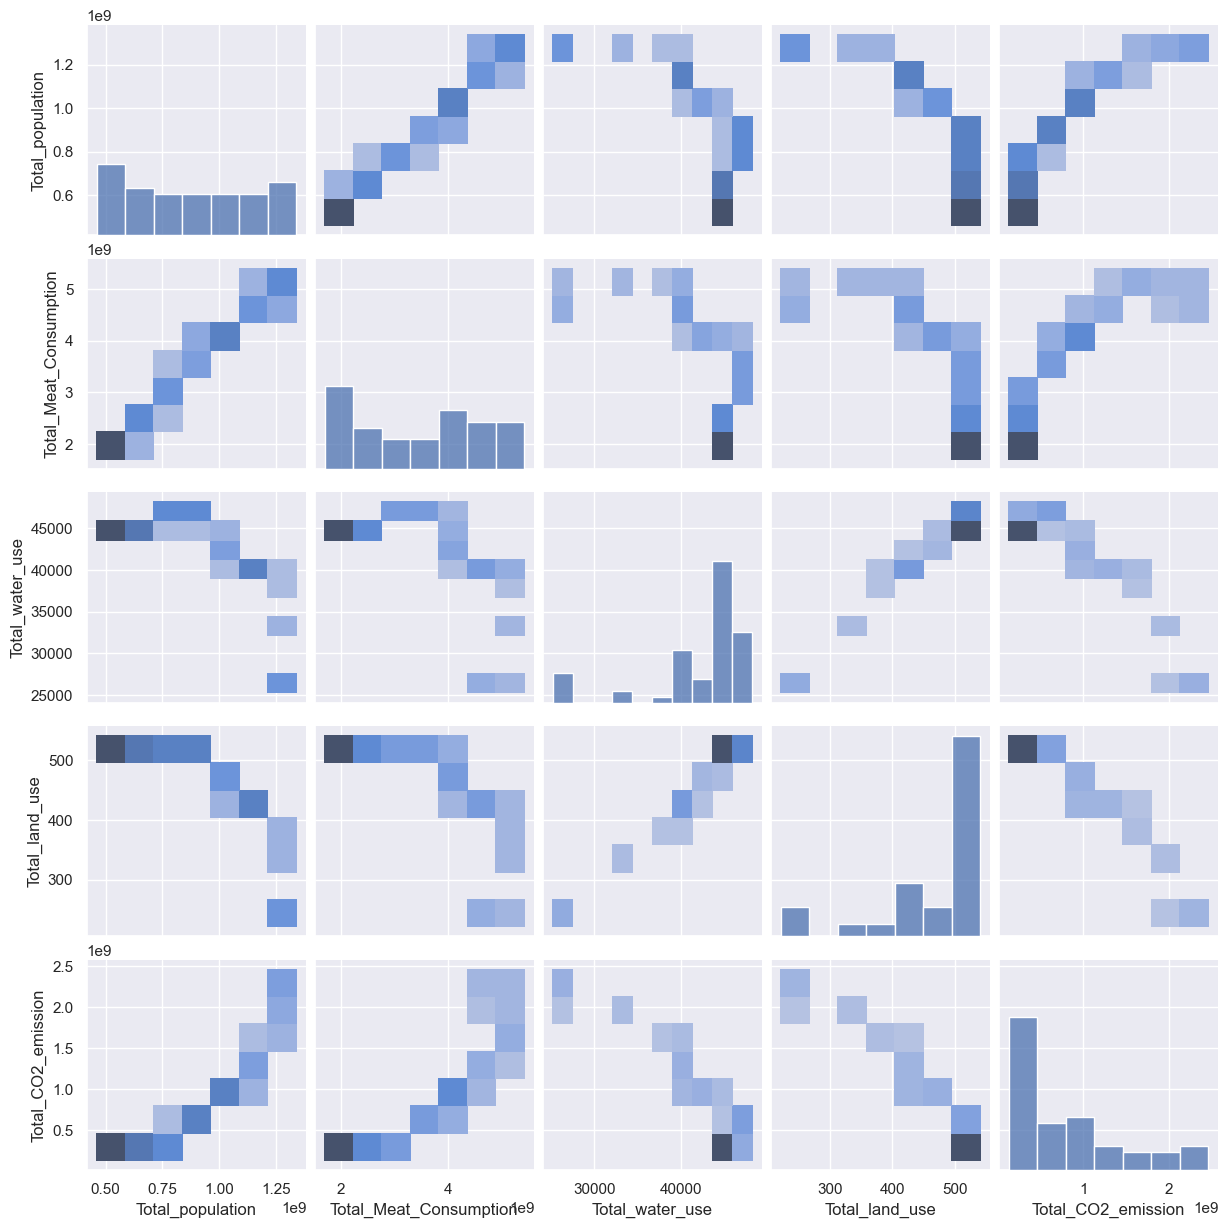 1e9
Total_population
1.2
1.0
0.8
0.6
1e9
Total_Meat_Consumption
5
4
3
2
Total_water_use
45000
40000
35000
30000
25000
Total_land_use
500
400
300
1e9
Total_CO2_emission
2.5
2.0
1.5
1.0
0.5
0.50 0.75 1.00 1.25 2 4 30000 40000 300 400 500 1 2
Total_population 1e9 Total_Meat_Consumption 1e9 Total_water_use Total_land_use Total_CO2_emission 1e9